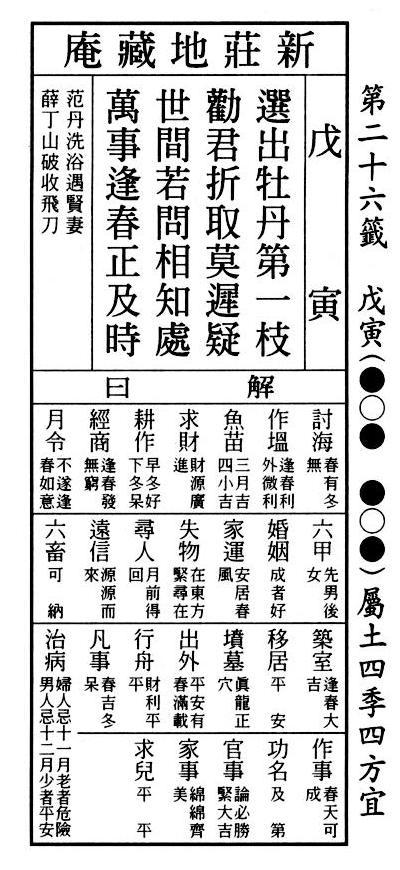 第二十六籤　戊寅（●○●　●○●）屬土四季四方宜
新莊地藏庵
戊寅
選出牡丹第一枝
勸君折取莫遲疑
世間若問相知處
萬事逢春正及時
范丹洗浴遇賢妻
薛丁山破收飛刀
解曰
討海
春有冬
無
作塭
逢春利
外微利
魚苗
三月吉
四小吉
求財
財源廣
進
耕作
早冬好
下冬呆
經商
逢春發
無窮
月令
不遂逢
春如意
六甲
先男後
女
婚姻
成者好
家運
安居春
風
失物
在東方
緊尋在
尋人
月前得
回
遠信
源源而
來
六畜
可納
築室
逢春大
吉
移居
平安
墳墓
眞龍正
穴
出外
平安有
春滿載
行舟
財利平
平
凡事
春吉冬
呆
治病
婦人忌十一月老者危險
男人忌十二月少者平安
作事
春天可
成
功名
及第
官事
論必勝
緊大吉
家事
綿綿齊
美
求兒
平平